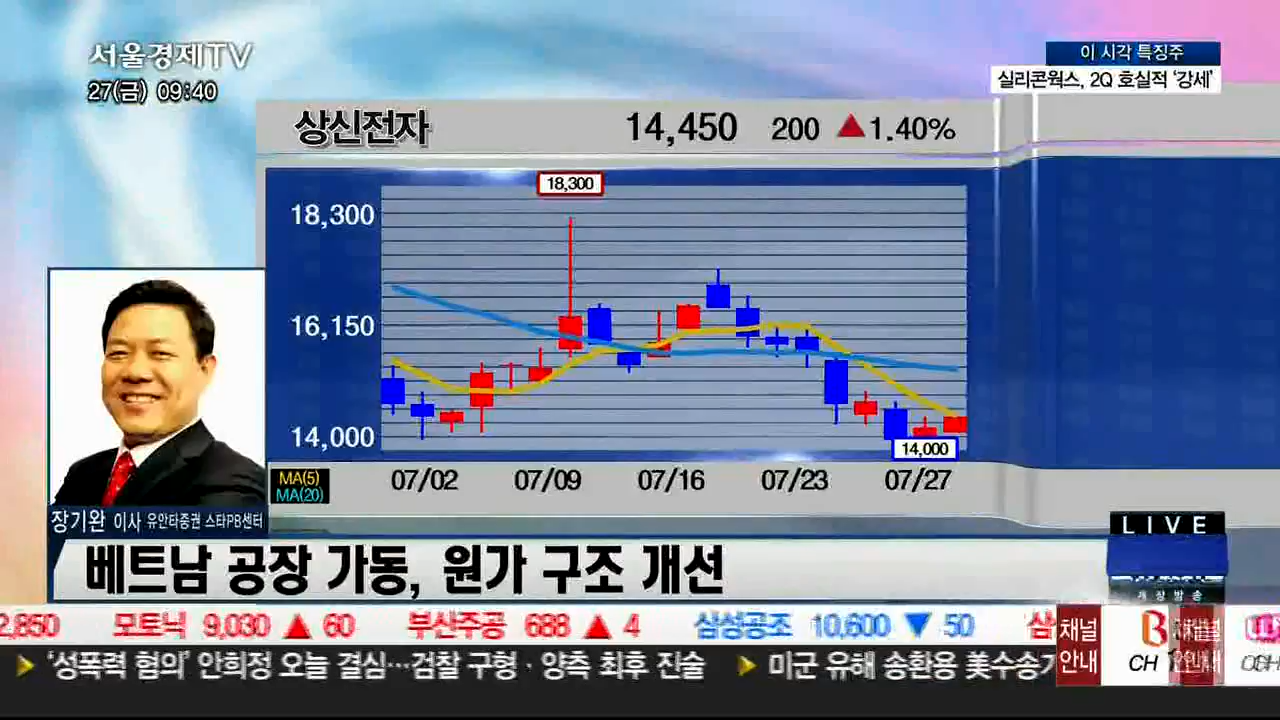 서울경제TV
27(금) 09:40
이 시각 특징주
실리콘웍스, 2Q 호실적 ‘강세’
상신전자 14,450 200 ▲1.40%
18,300
18,300
16,150
14,000
14,000
MA(5)
MA(20)
07/02 07/09 07/16 07/23 07/27
장기완 이사 유안타증권 스타PB센터
베트남 공장 가동, 원가 구조 개선
LIVE
개장방송
2,850 모토닉 9,030 ▲ 60 부산주공 688 ▲ 4 삼성공조 10,600 ▼ 50 삼
채널
안내
B
CH
‘성폭력 혐의’ 안희정 오늘 결심…검찰 구형·양측 최후 진술 미군 유해 송환용 美수송기